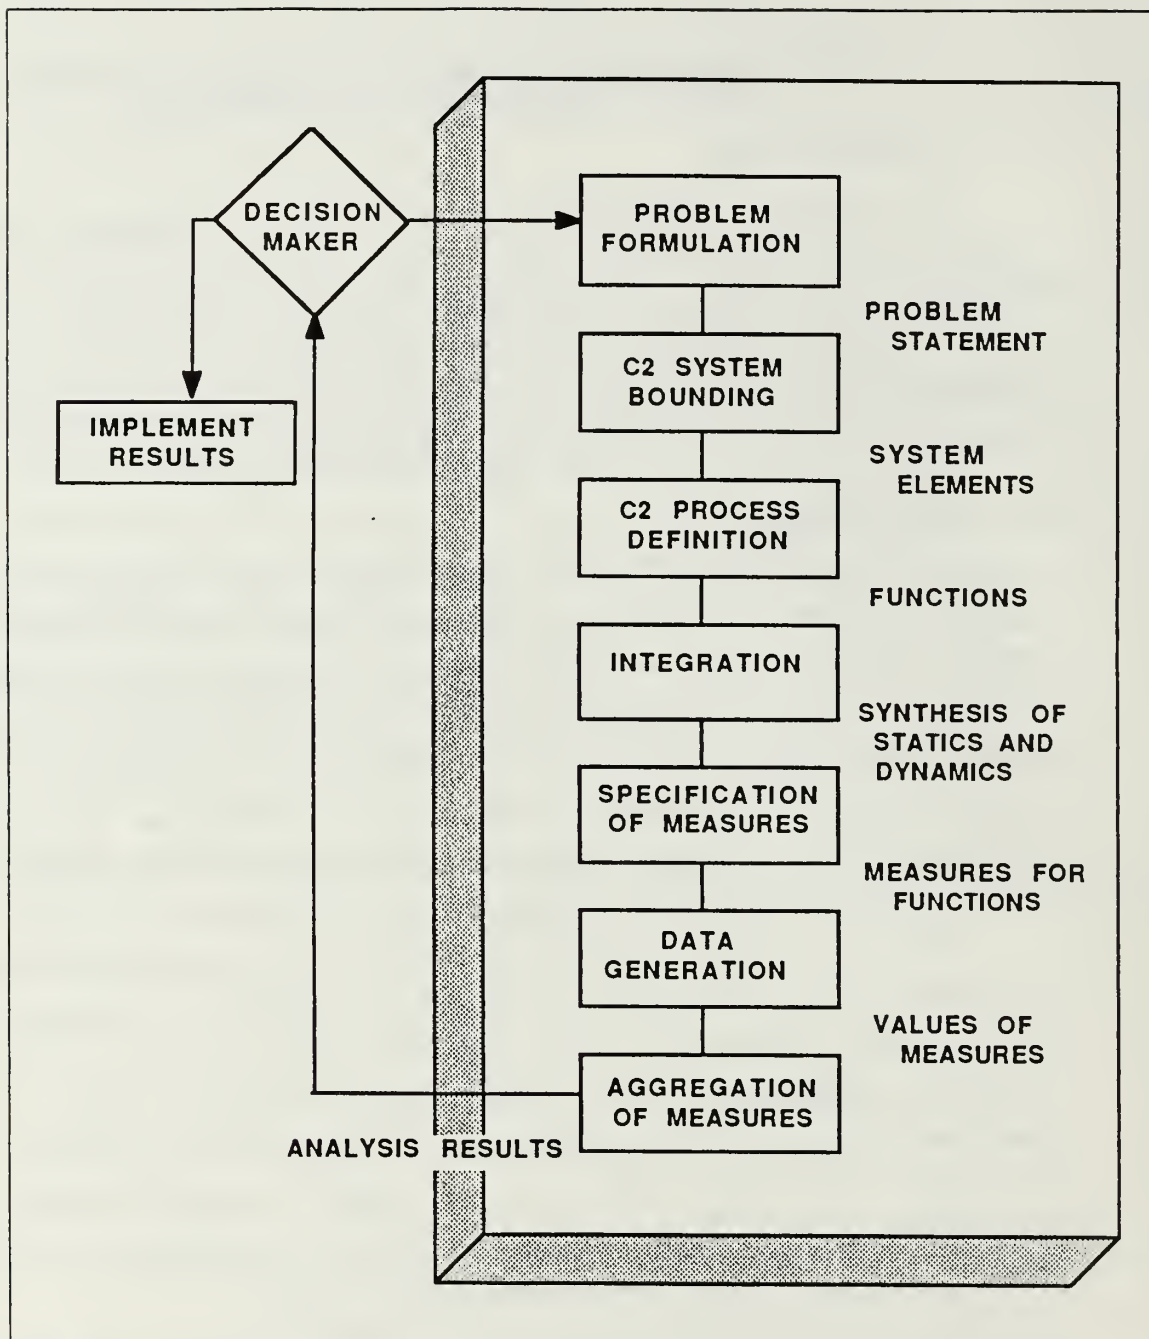 DECISION
MAKER
IMPLEMENT
RESULTS
PROBLEM
FORMULATION
PROBLEM
STATEMENT
C2 SYSTEM
BOUNDING
SYSTEM
ELEMENTS
C2 PROCESS
DEFINITION
FUNCTIONS
INTEGRATION
SYNTHESIS OF
STATICS AND
DYNAMICS
SPECIFICATION
OF MEASURES
MEASURES FOR
FUNCTIONS
DATA
GENERATION
VALUES OF
MEASURES
AGGREGATION
OF MEASURES
ANALYSIS RESULTS